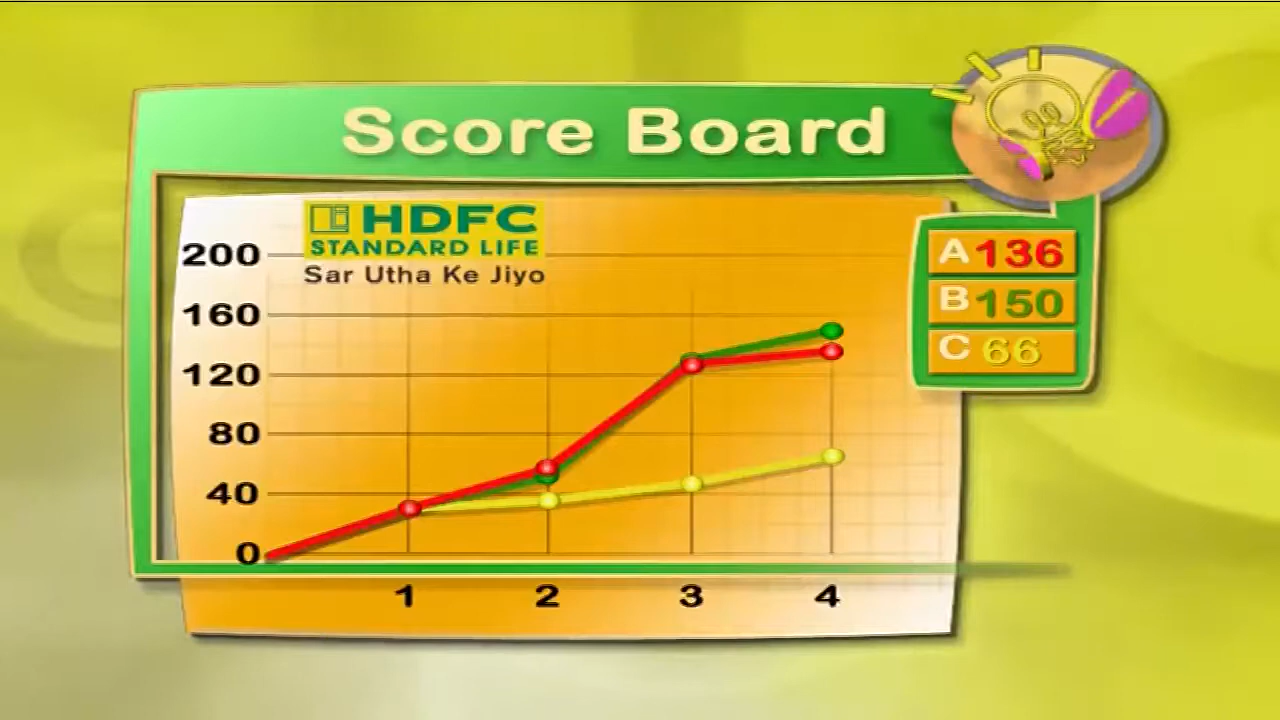 Score Board
HDFC
STANDARD LIFE
Sar Utha Ke Jiyo
200
160
120
80
40
0
1 2 3 4
A 136
B 150
C 66